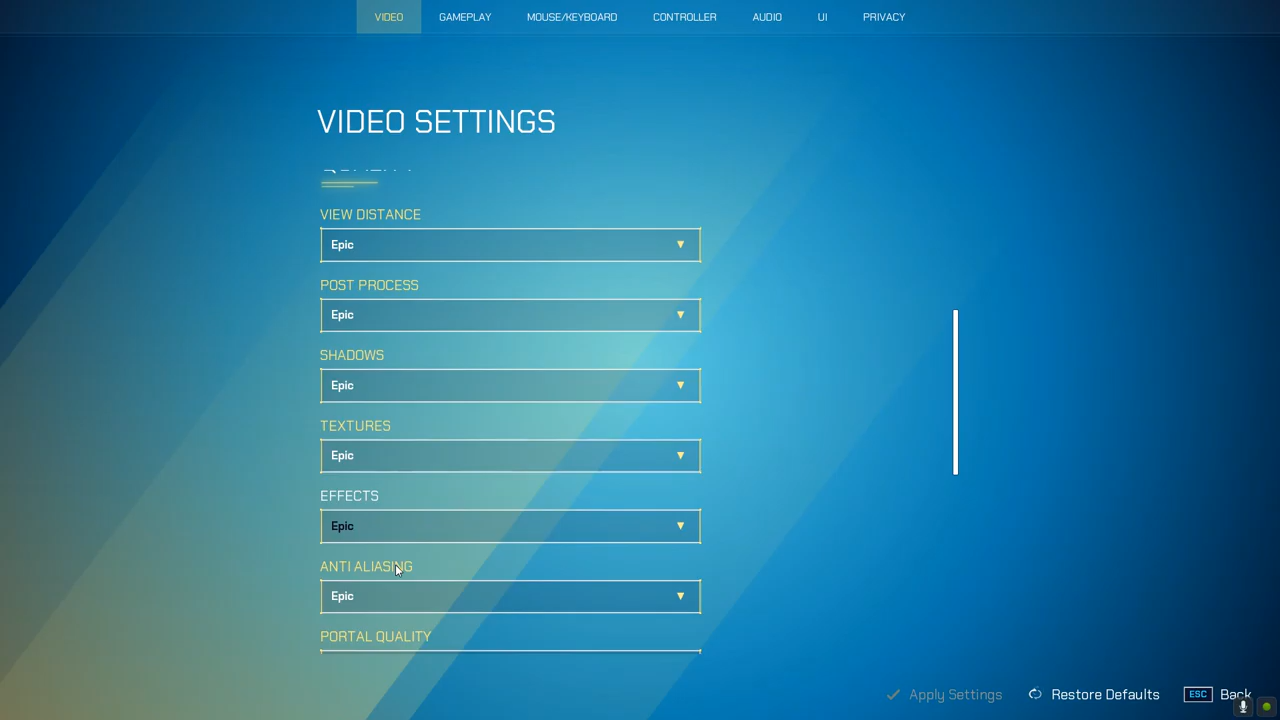 VIDEO GAMEPLAY MOUSE/KEYBOARD CONTROLLER AUDIO UI PRIVACY
VIDEO SETTINGS
VIEW DISTANCE
Epic
POST PROCESS
Epic
SHADOWS
Epic
TEXTURES
Epic
EFFECTS
Epic
ANTI ALIASING
Epic
PORTAL QUALITY
Apply Settings Restore Defaults ESC Back